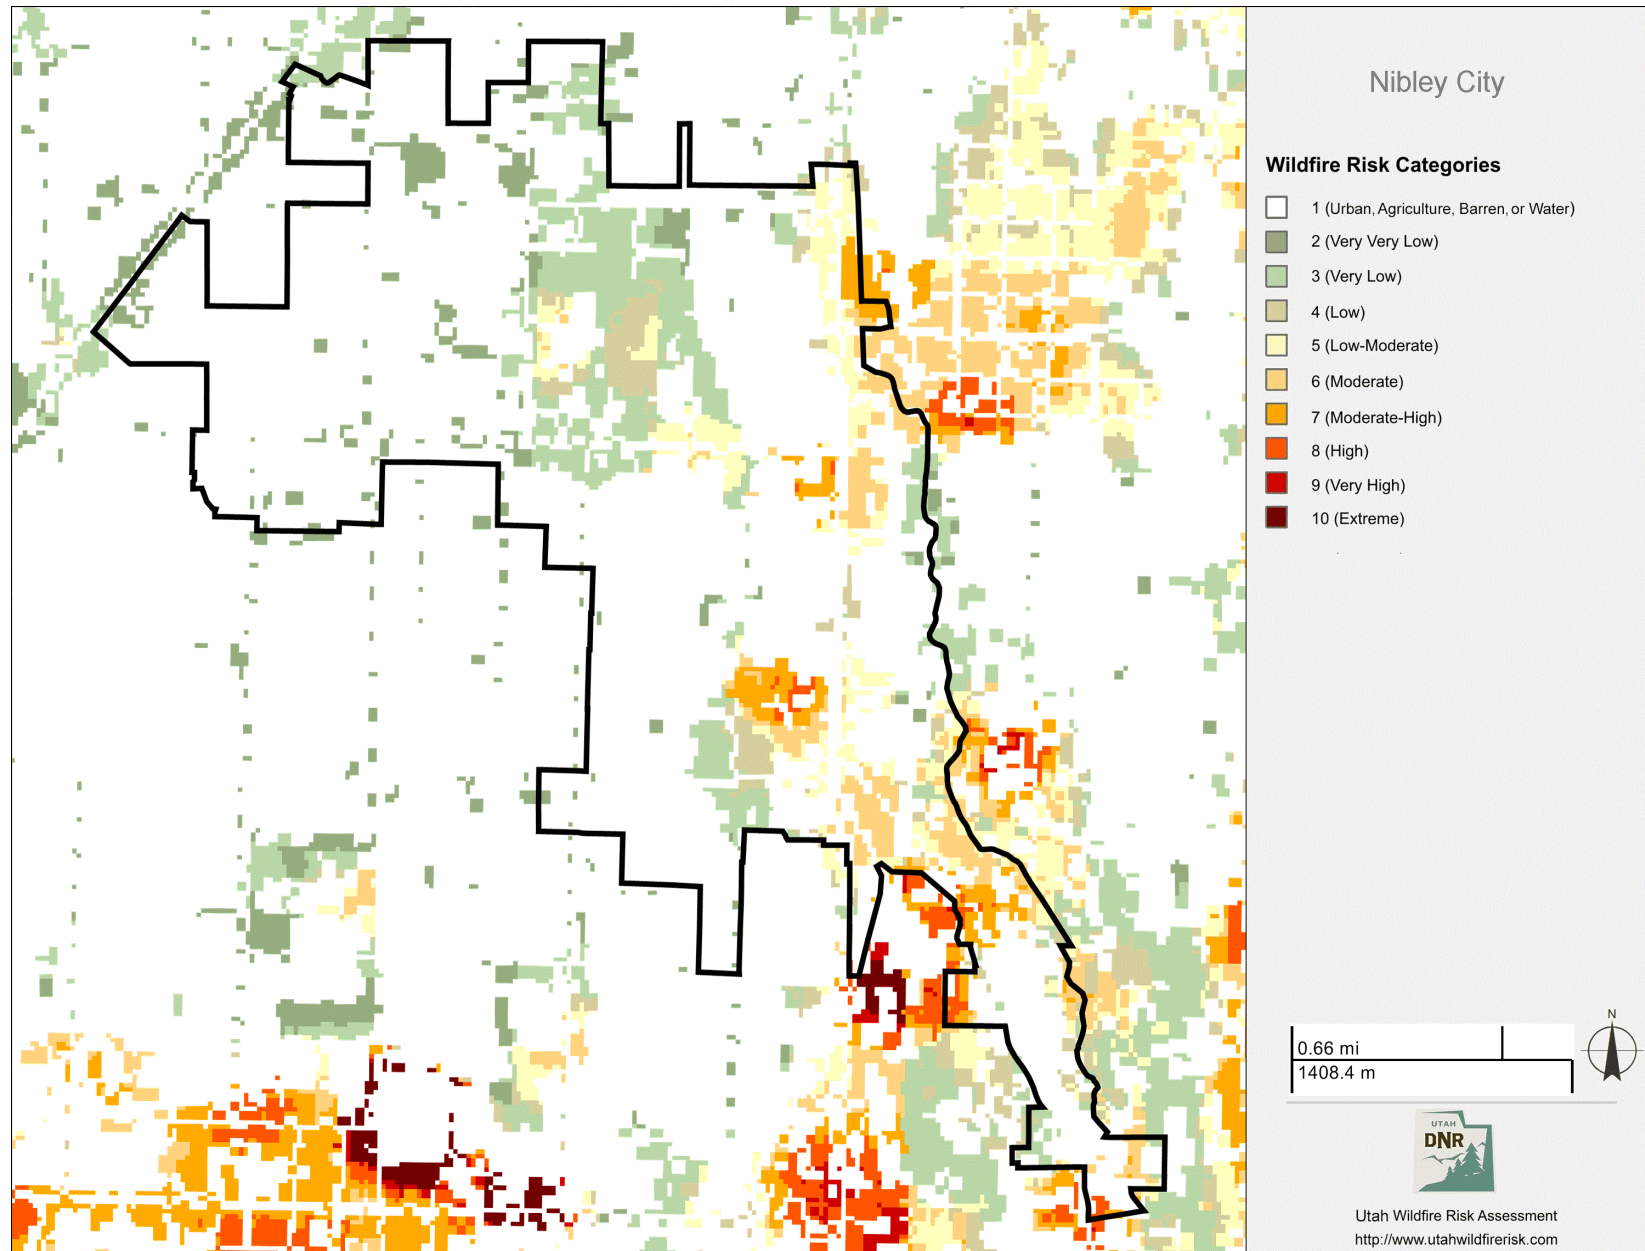 Nibley City
Wildfire Risk Categories
1 (Urban, Agriculture, Barren, or Water)
2 (Very Very Low)
3 (Very Low)
4 (Low)
5 (Low-Moderate)
6 (Moderate)
7 (Moderate-High)
8 (High)
9 (Very High)
10 (Extreme)
N
0.66 mi
1408.4 m
UTAH
DNR
Utah Wildfire Risk Assessment
http://www.utahwildfirerisk.com